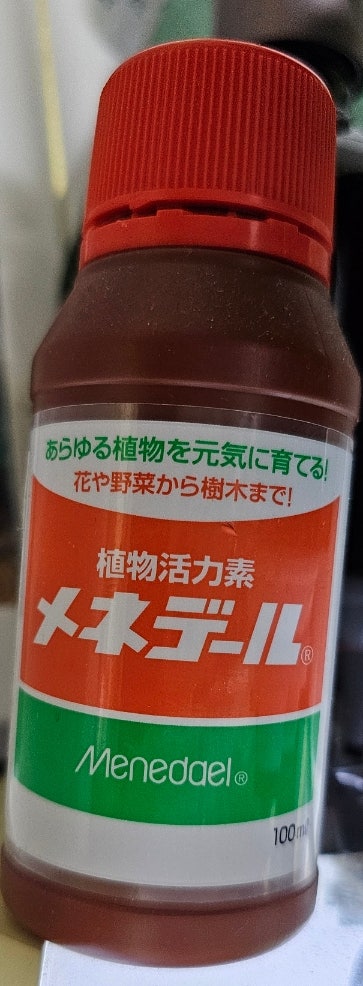 あらゆる植物を元気に育てる!
花や野菜から樹木まで!
植物活力素
メネデール®
Menedael®
100ml